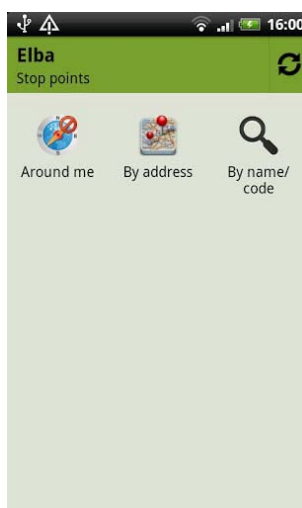 16:00
Elba
Stop points
Around me
By address
By name/
code